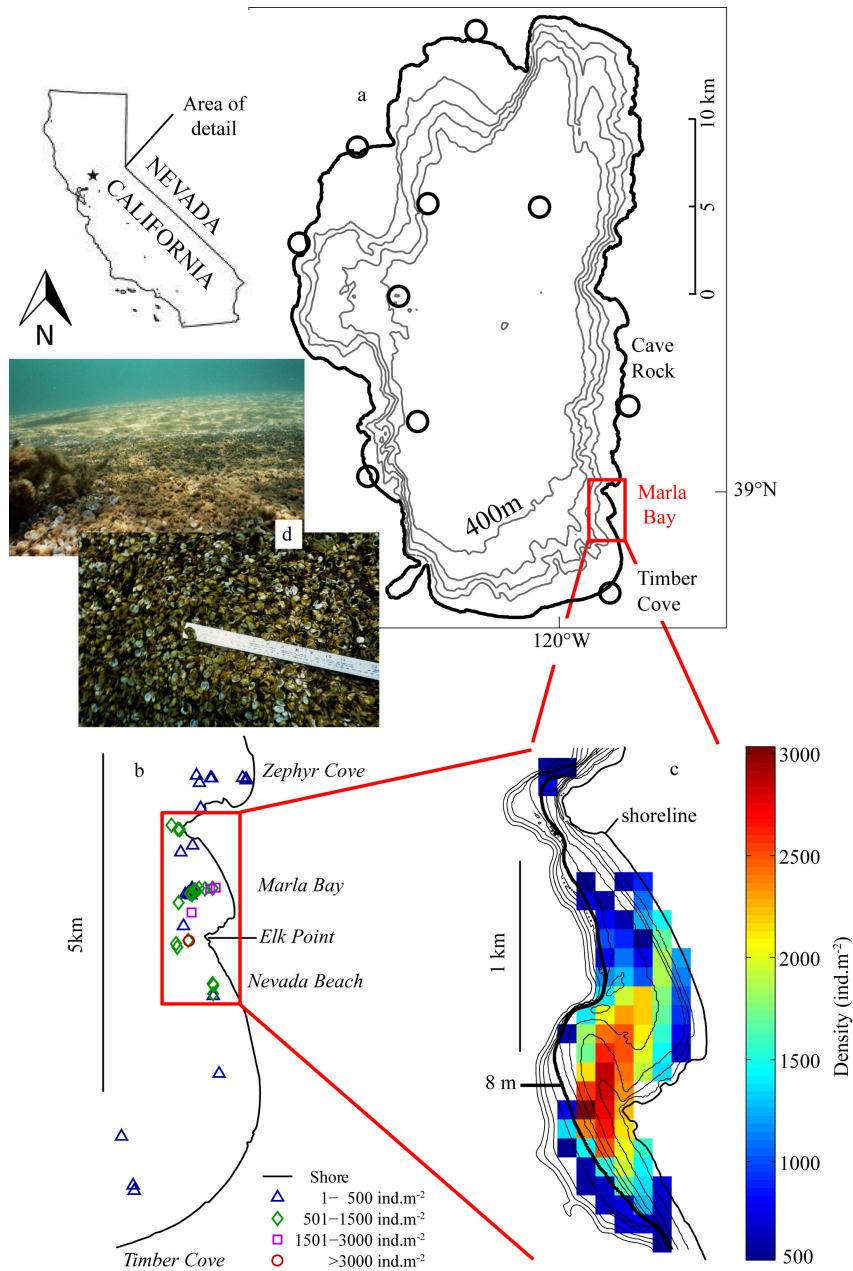 a
Area of
detail
NEVADA
CALIFORNIA
N
10 km
5
0
Cave
Rock
39°N
Marla
Bay
400m
Timber
Cove
120°W
d
b
Zephyr Cove
Marla Bay
Elk Point
Nevada Beach
5km
Shore
1– 500 ind.m-2
501–1500 ind.m-2
1501–3000 ind.m-2
>3000 ind.m-2
Timber Cove
c
shoreline
1 km
8 m
3000
2500
2000
1500
1000
500
Density (ind.m-2)